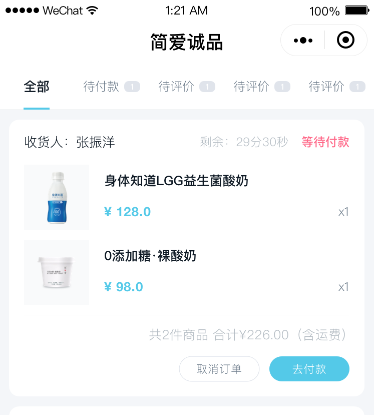 WeChat 1:21 AM 100%
简爱诚品
全部 待付款 1 待评价 1 待评价 1 待评价 1
收货人：张振洋 剩余：29分30秒 等待付款
身体知道LGG益生菌酸奶
¥ 128.0 x1
0添加糖·裸酸奶
¥ 98.0 x1
共2件商品 合计¥226.00（含运费）
取消订单 去付款